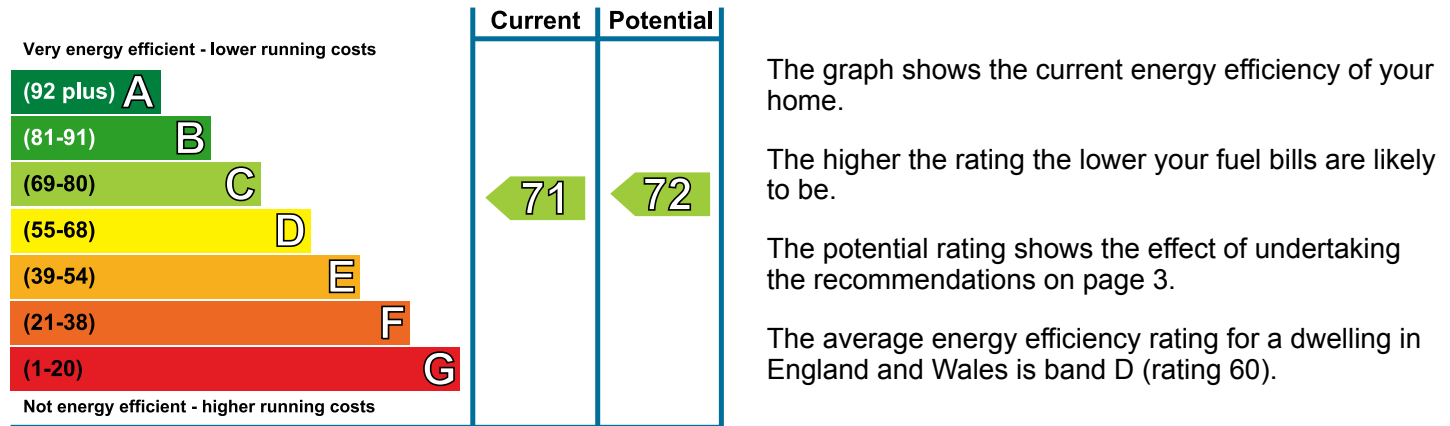 Current Potential
Very energy efficient - lower running costs
(92 plus) A
(81-91) B
(69-80) C
(55-68) D
(39-54) E
(21-38) F
(1-20) G
Not energy efficient - higher running costs
71 72
The graph shows the current energy efficiency of your
home.
The higher the rating the lower your fuel bills are likely
to be.
The potential rating shows the effect of undertaking
the recommendations on page 3.
The average energy efficiency rating for a dwelling in
England and Wales is band D (rating 60).